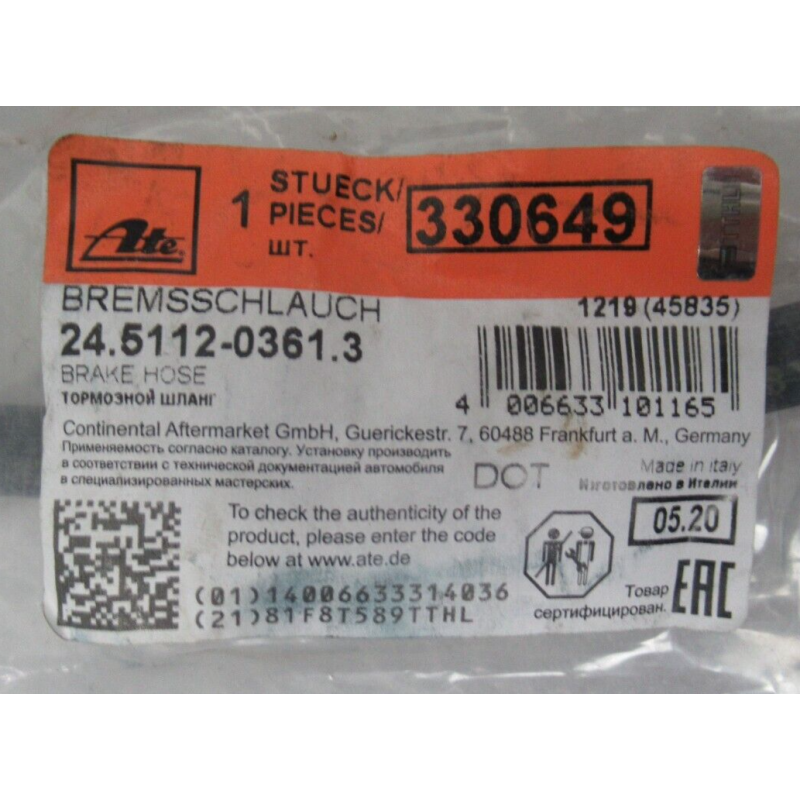 Ate
1 STUECK/
PIECES/
шт.
330649
BREMSSCHLAUCH
1219 (45835)
24.5112-0361.3
BRAKE HOSE
ТОРМОЗНОЙ ШЛАНГ
4 006633 101165
Continental Aftermarket GmbH, Guerickestr. 7, 60488 Frankfurt a. M., Germany
Применяемость согласно каталогу. Установку производить
в соответствии с технической документацией автомобиля
в специализированных мастерских.
DOT
Made in Italy
Изготовлено в Италии
05.20
To check the authenticity of the
product, please enter the code
below at www.ate.de
(01)14006633314036
(21)81F8T589TTHL
Товар
сертифицирован.
EAC